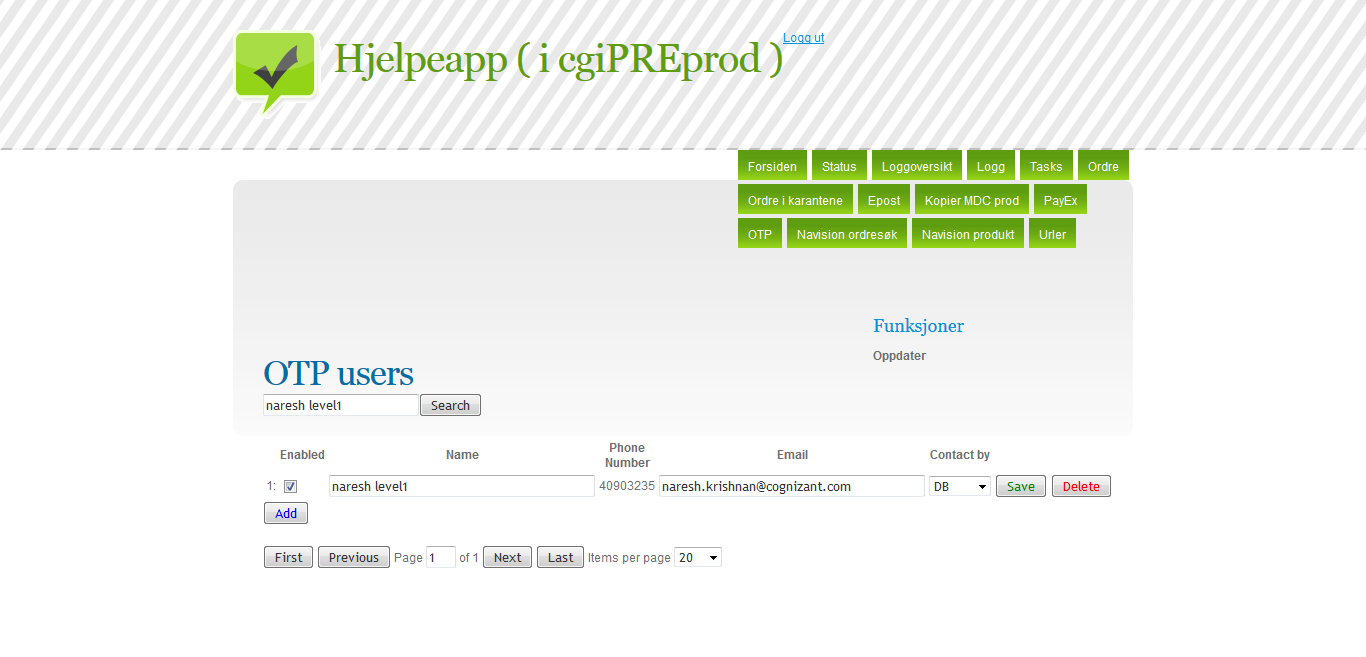 Hjelpeapp ( i cgiPREprod )
Logg ut
Forsiden Status Loggoversikt Logg Tasks Ordre
Ordre i karantene Epost Kopier MDC prod PayEx
OTP Navision ordresøk Navision produkt Urler
Funksjoner
Oppdater
OTP users
naresh level1 Search
Enabled Name Phone Number Email Contact by
1: naresh level1 40903235 naresh.krishnan@cognizant.com DB Save Delete
Add
First Previous Page 1 of 1 Next Last Items per page 20